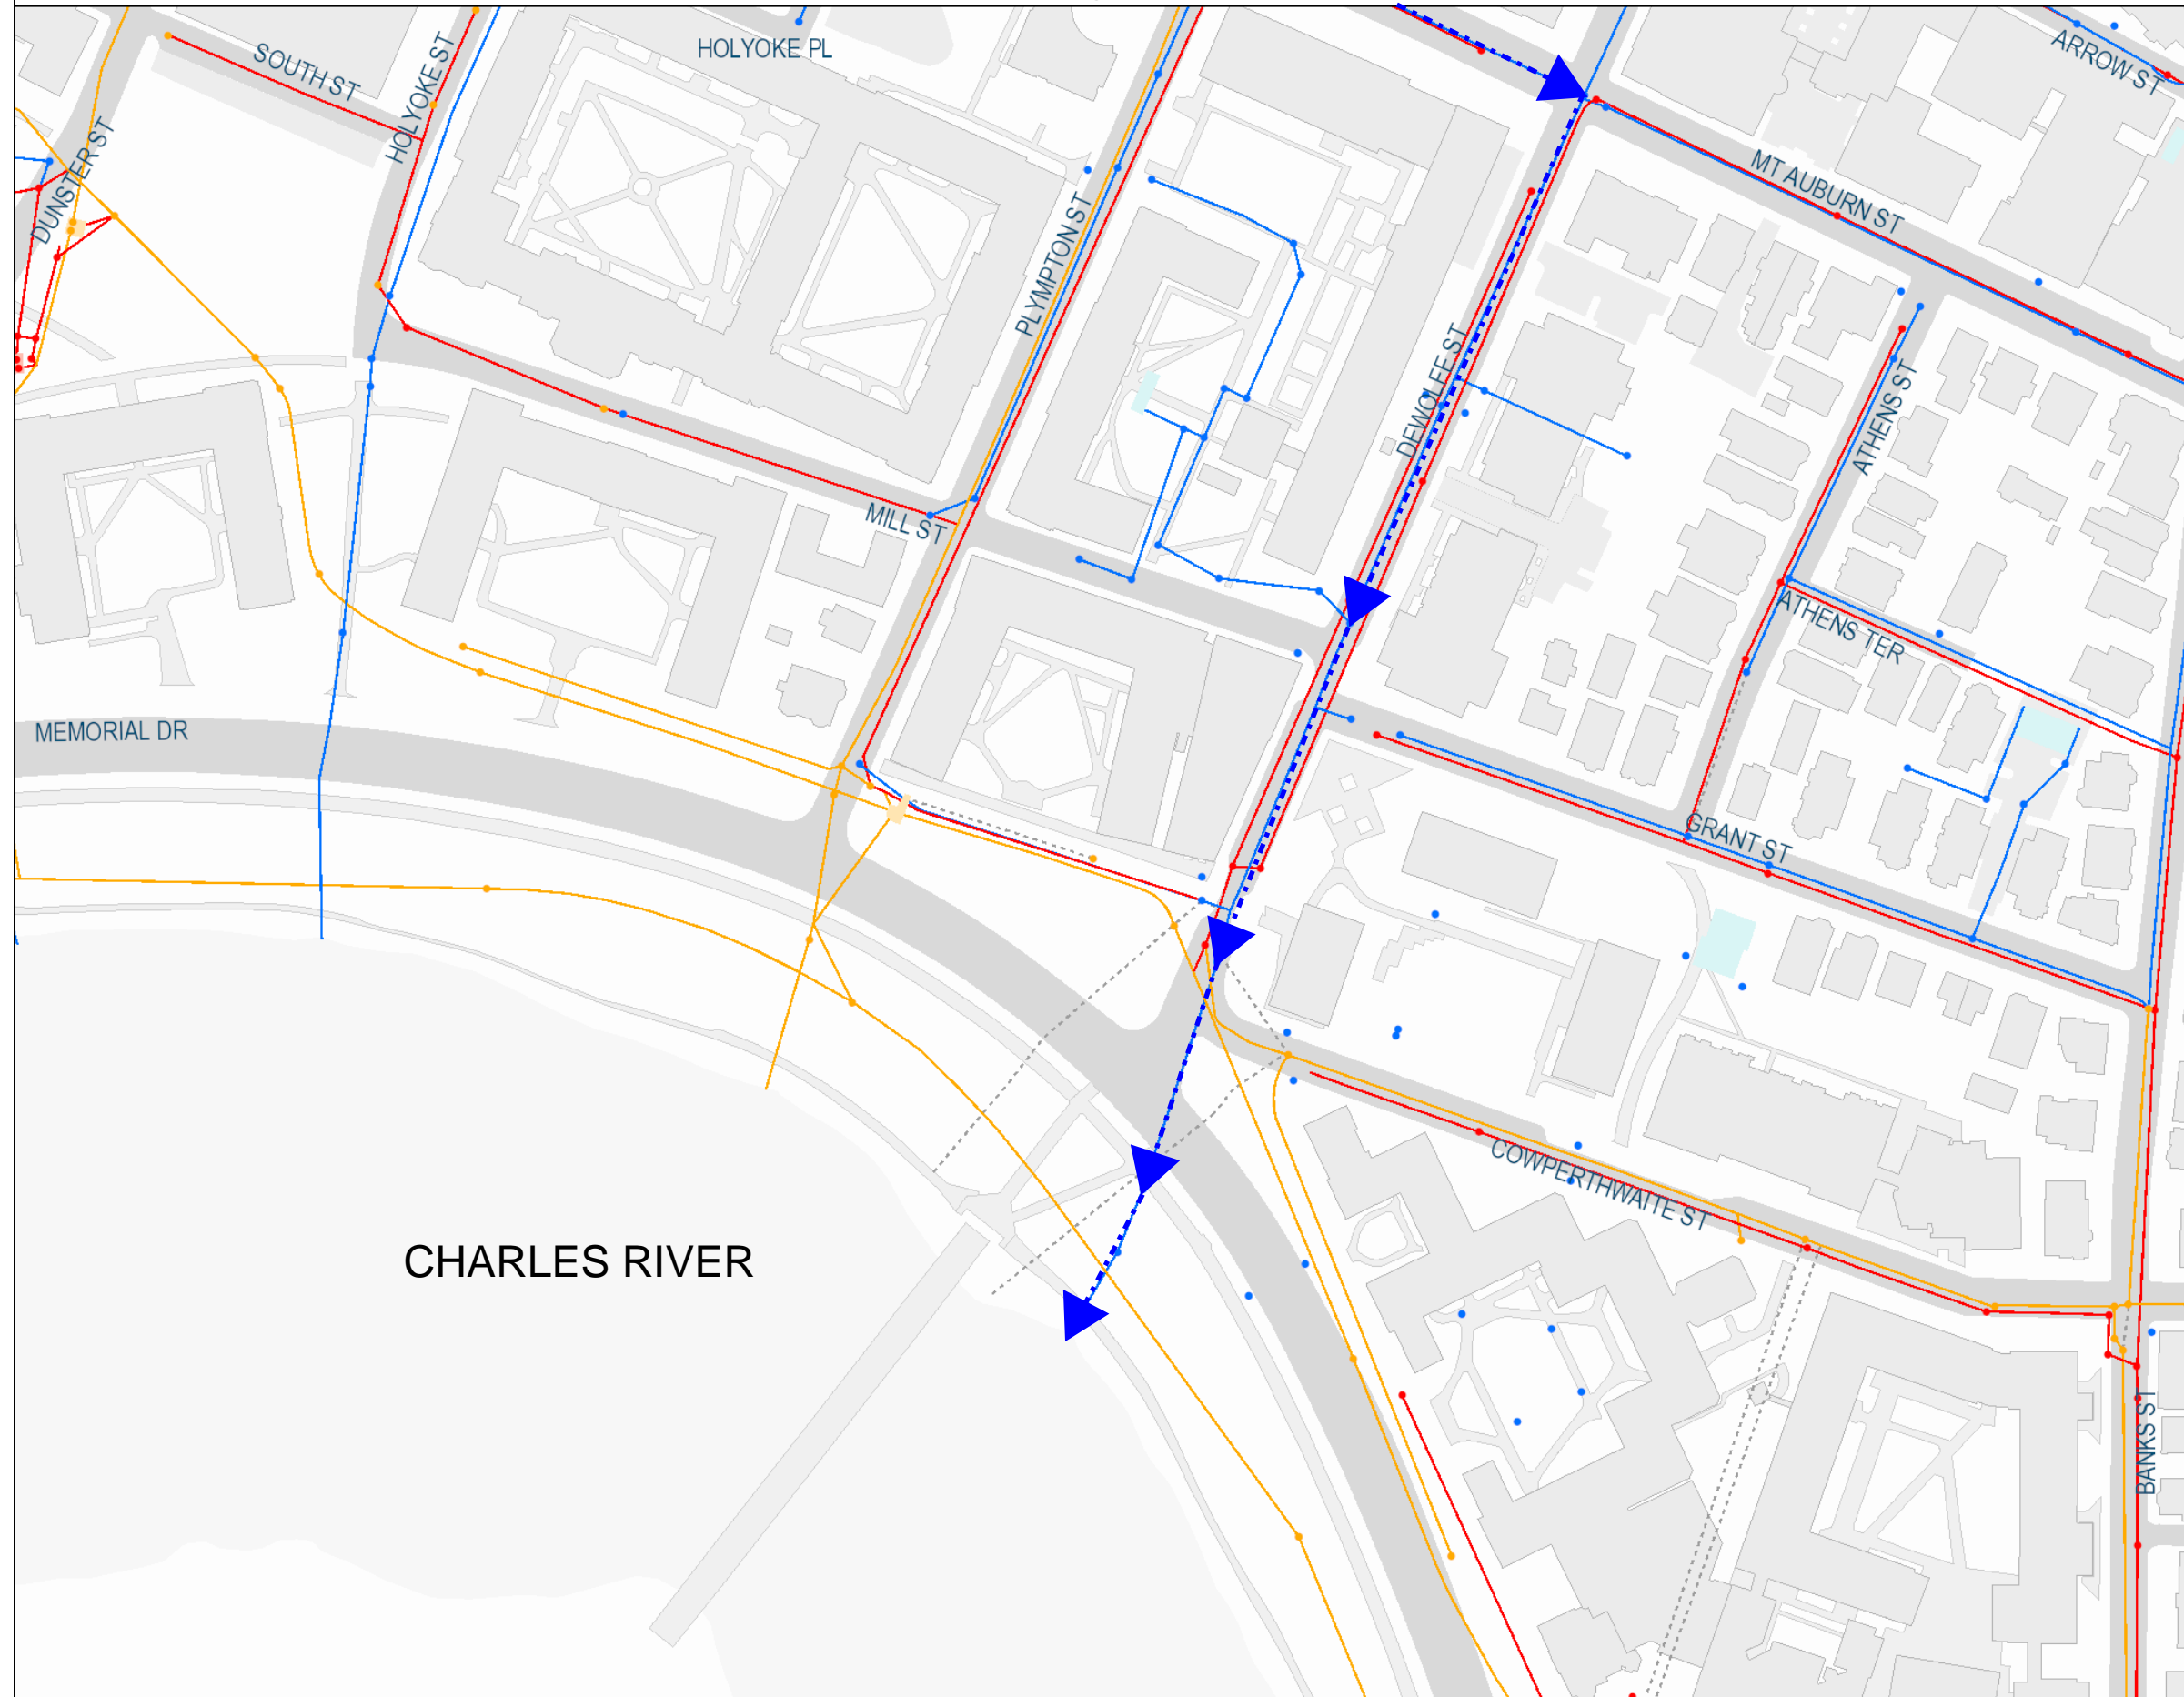 HOLYOKE PL
SOUTH ST
HOLYOKE ST
ARROW ST
DUNSTER ST
MT AUBURN ST
PLYMPTON ST
DEWOLFE ST
ATHENS ST
MILL ST
ATHENS TER
MEMORIAL DR
GRANT ST
COWPERTHWAITE ST
CHARLES RIVER
BANKS ST